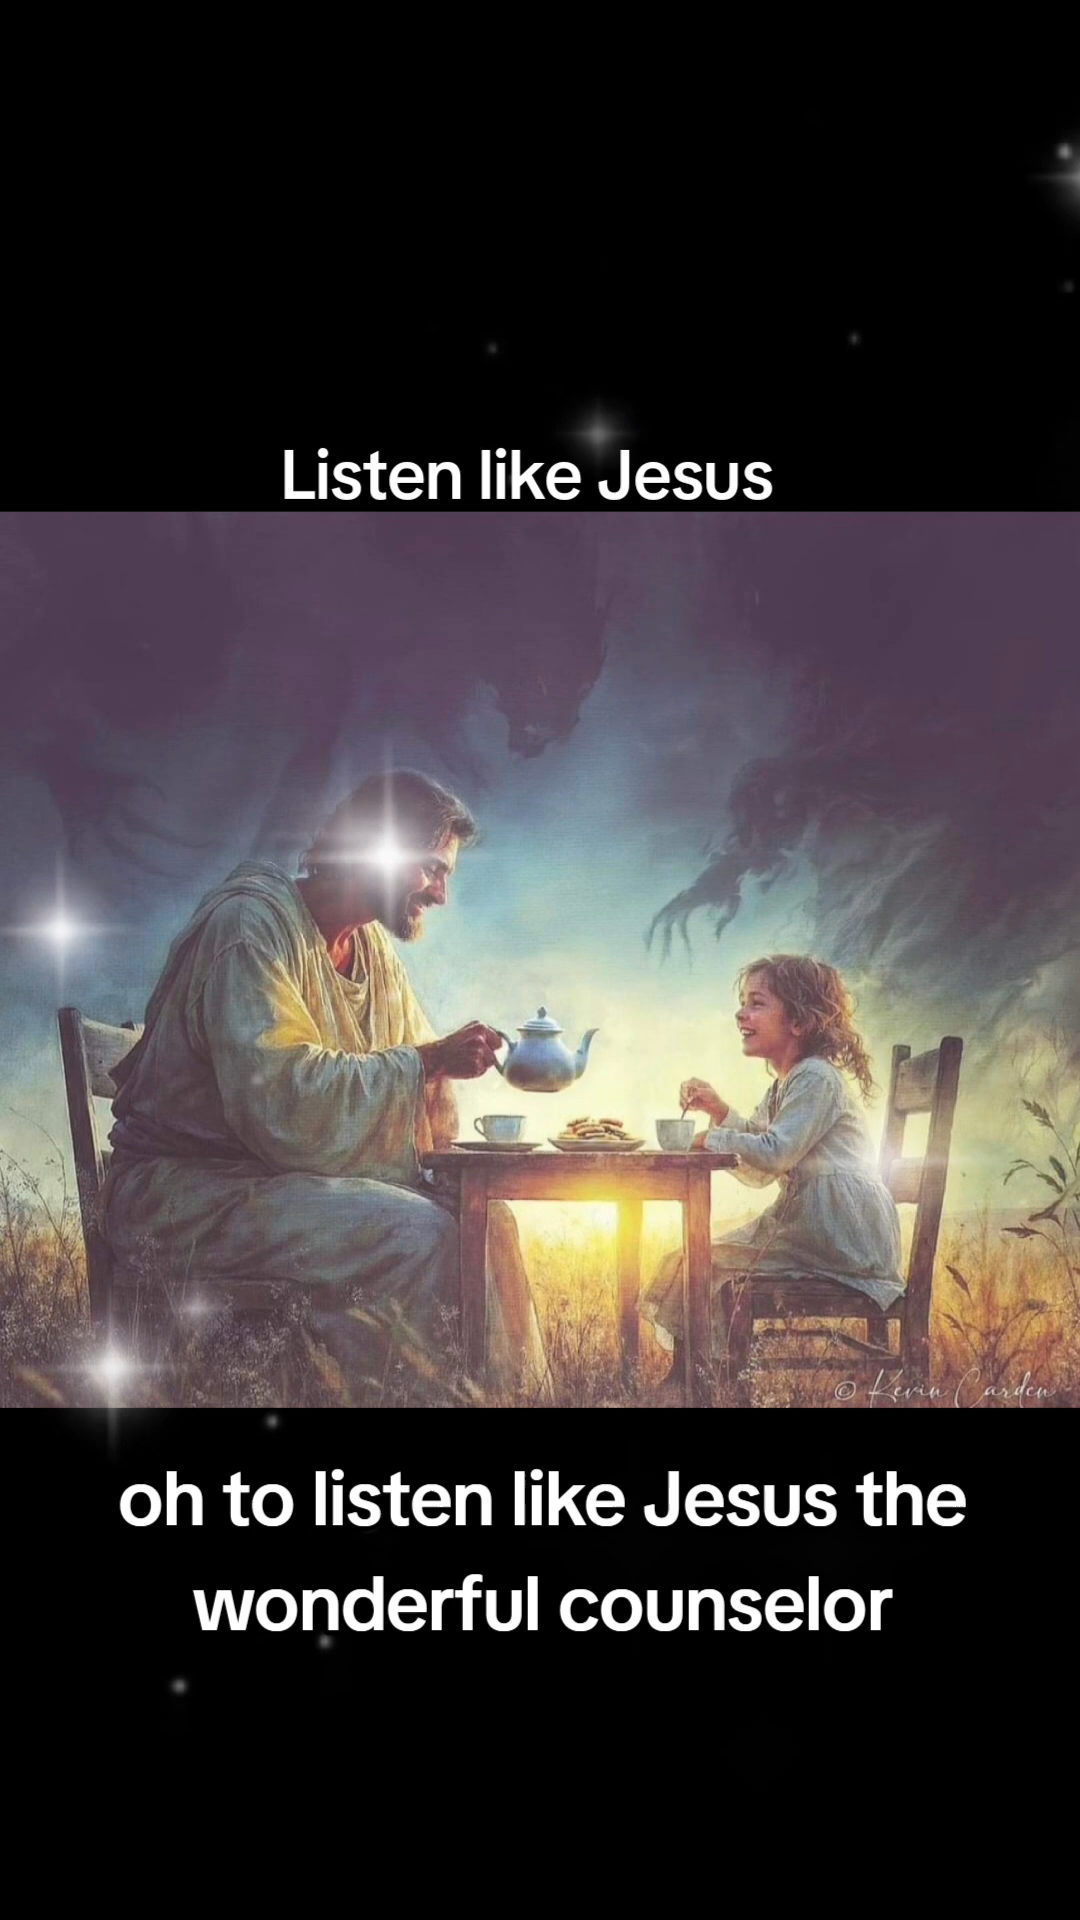 Listen like Jesus
© Kevin Carden
oh to listen like Jesus the
wonderful counselor